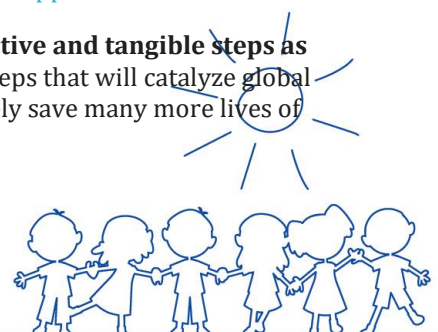 tive and tangible steps as
eps that will catalyze global
ly save many more lives of